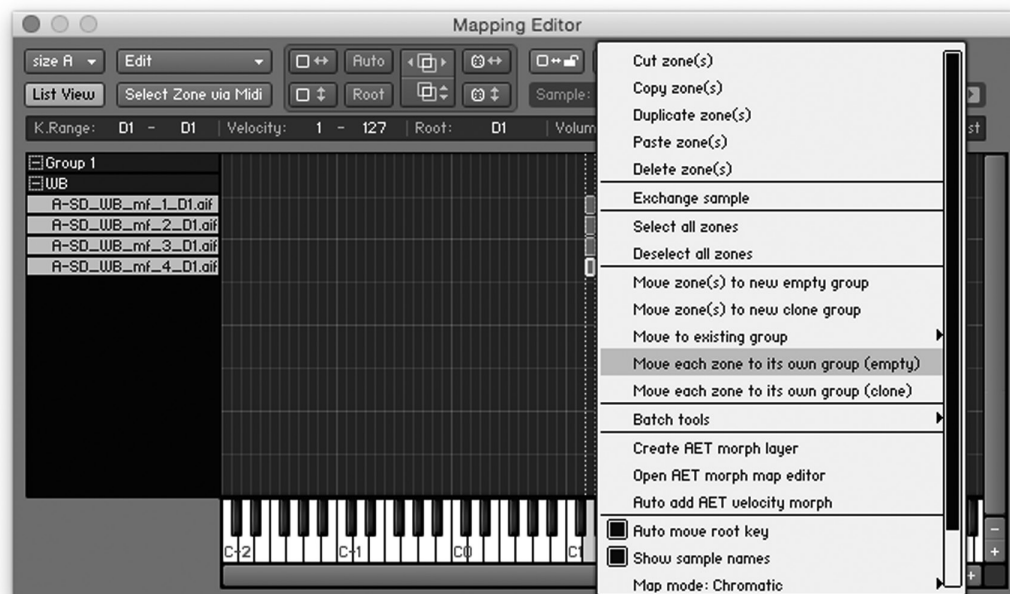 Mapping Editor
size A Edit Auto
List View Select Zone via Midi Root Sample:
K.Range: D1 - D1 Velocity: 1 - 127 Root: D1 Volum st
Group 1
WB
A-SD_WB_mf_1_D1.aif
A-SD_WB_mf_2_D1.aif
A-SD_WB_mf_3_D1.aif
A-SD_WB_mf_4_D1.aif
C-2 C-1 C0 C1
Cut zone(s)
Copy zone(s)
Duplicate zone(s)
Paste zone(s)
Delete zone(s)
Exchange sample
Select all zones
Deselect all zones
Move zone(s) to new empty group
Move zone(s) to new clone group
Move to existing group
Move each zone to its own group (empty)
Move each zone to its own group (clone)
Batch tools
Create AET morph layer
Open AET morph map editor
Auto add AET velocity morph
Auto move root key
Show sample names
Map mode: Chromatic